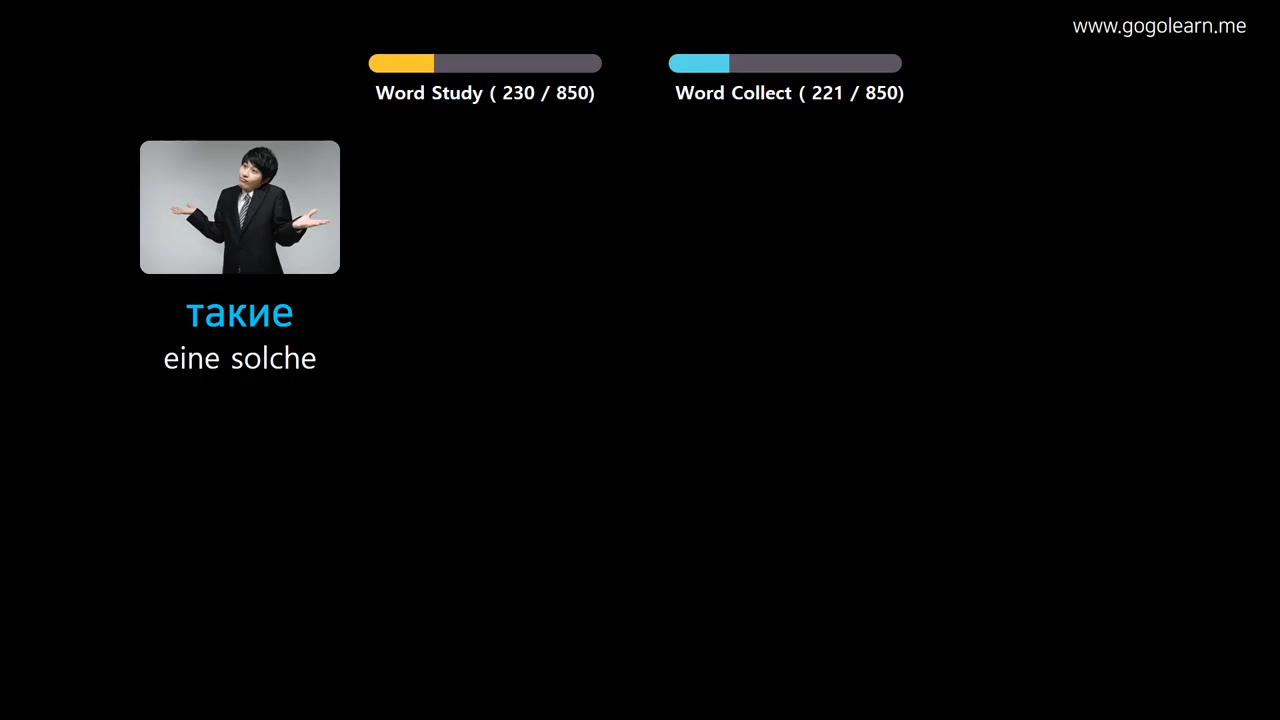 www.gogolearn.me
Word Study ( 230 / 850)
Word Collect ( 221 / 850)
такие
eine solche